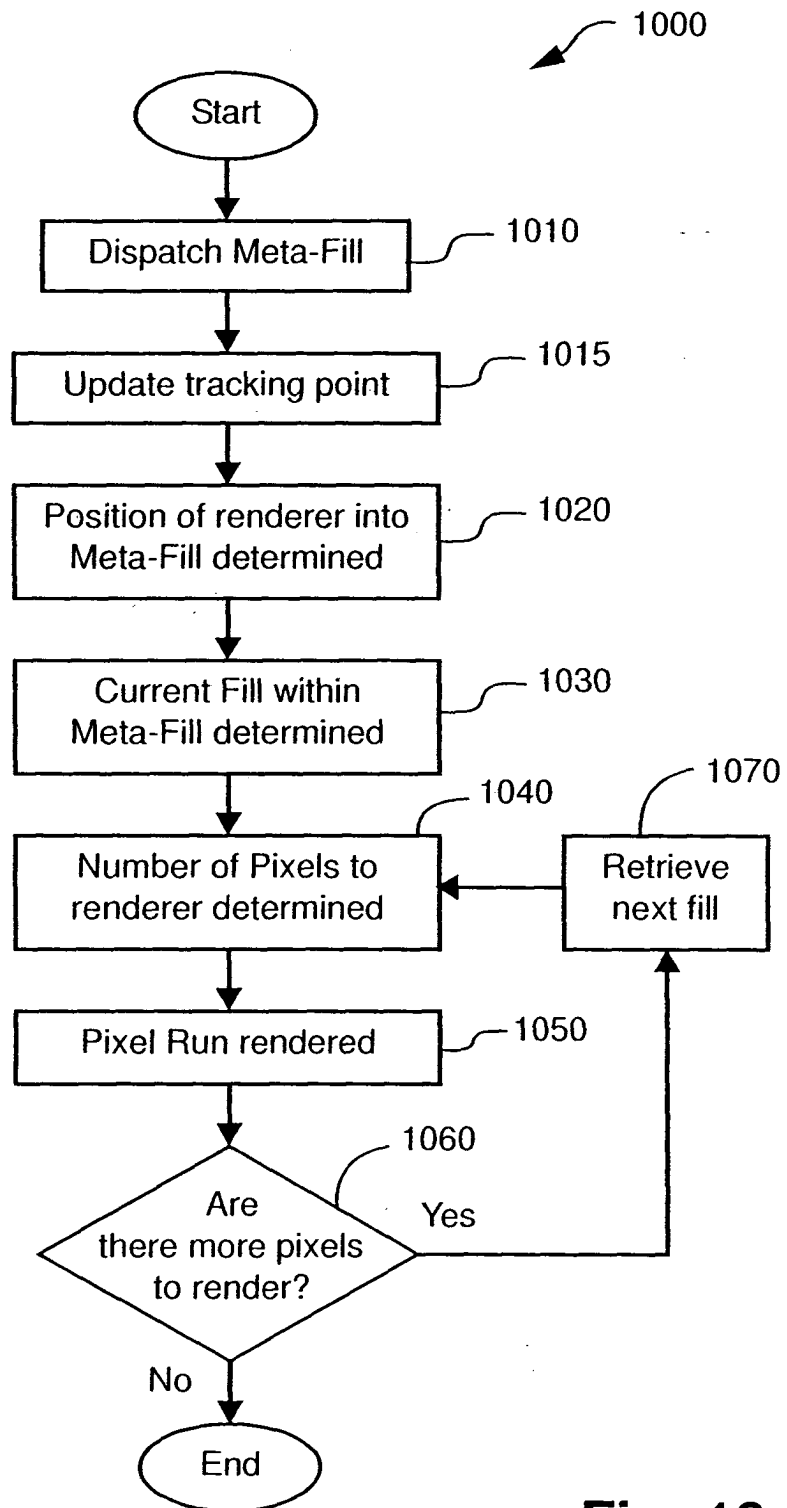 1000
Start
Dispatch Meta-Fill
1010
Update tracking point
1015
Position of renderer into
Meta-Fill determined
1020
Current Fill within
Meta-Fill determined
1030
Number of Pixels to
renderer determined
1040
Retrieve
next fill
1070
Pixel Run rendered
1050
Are
there more pixels
to render?
1060
Yes
No
End